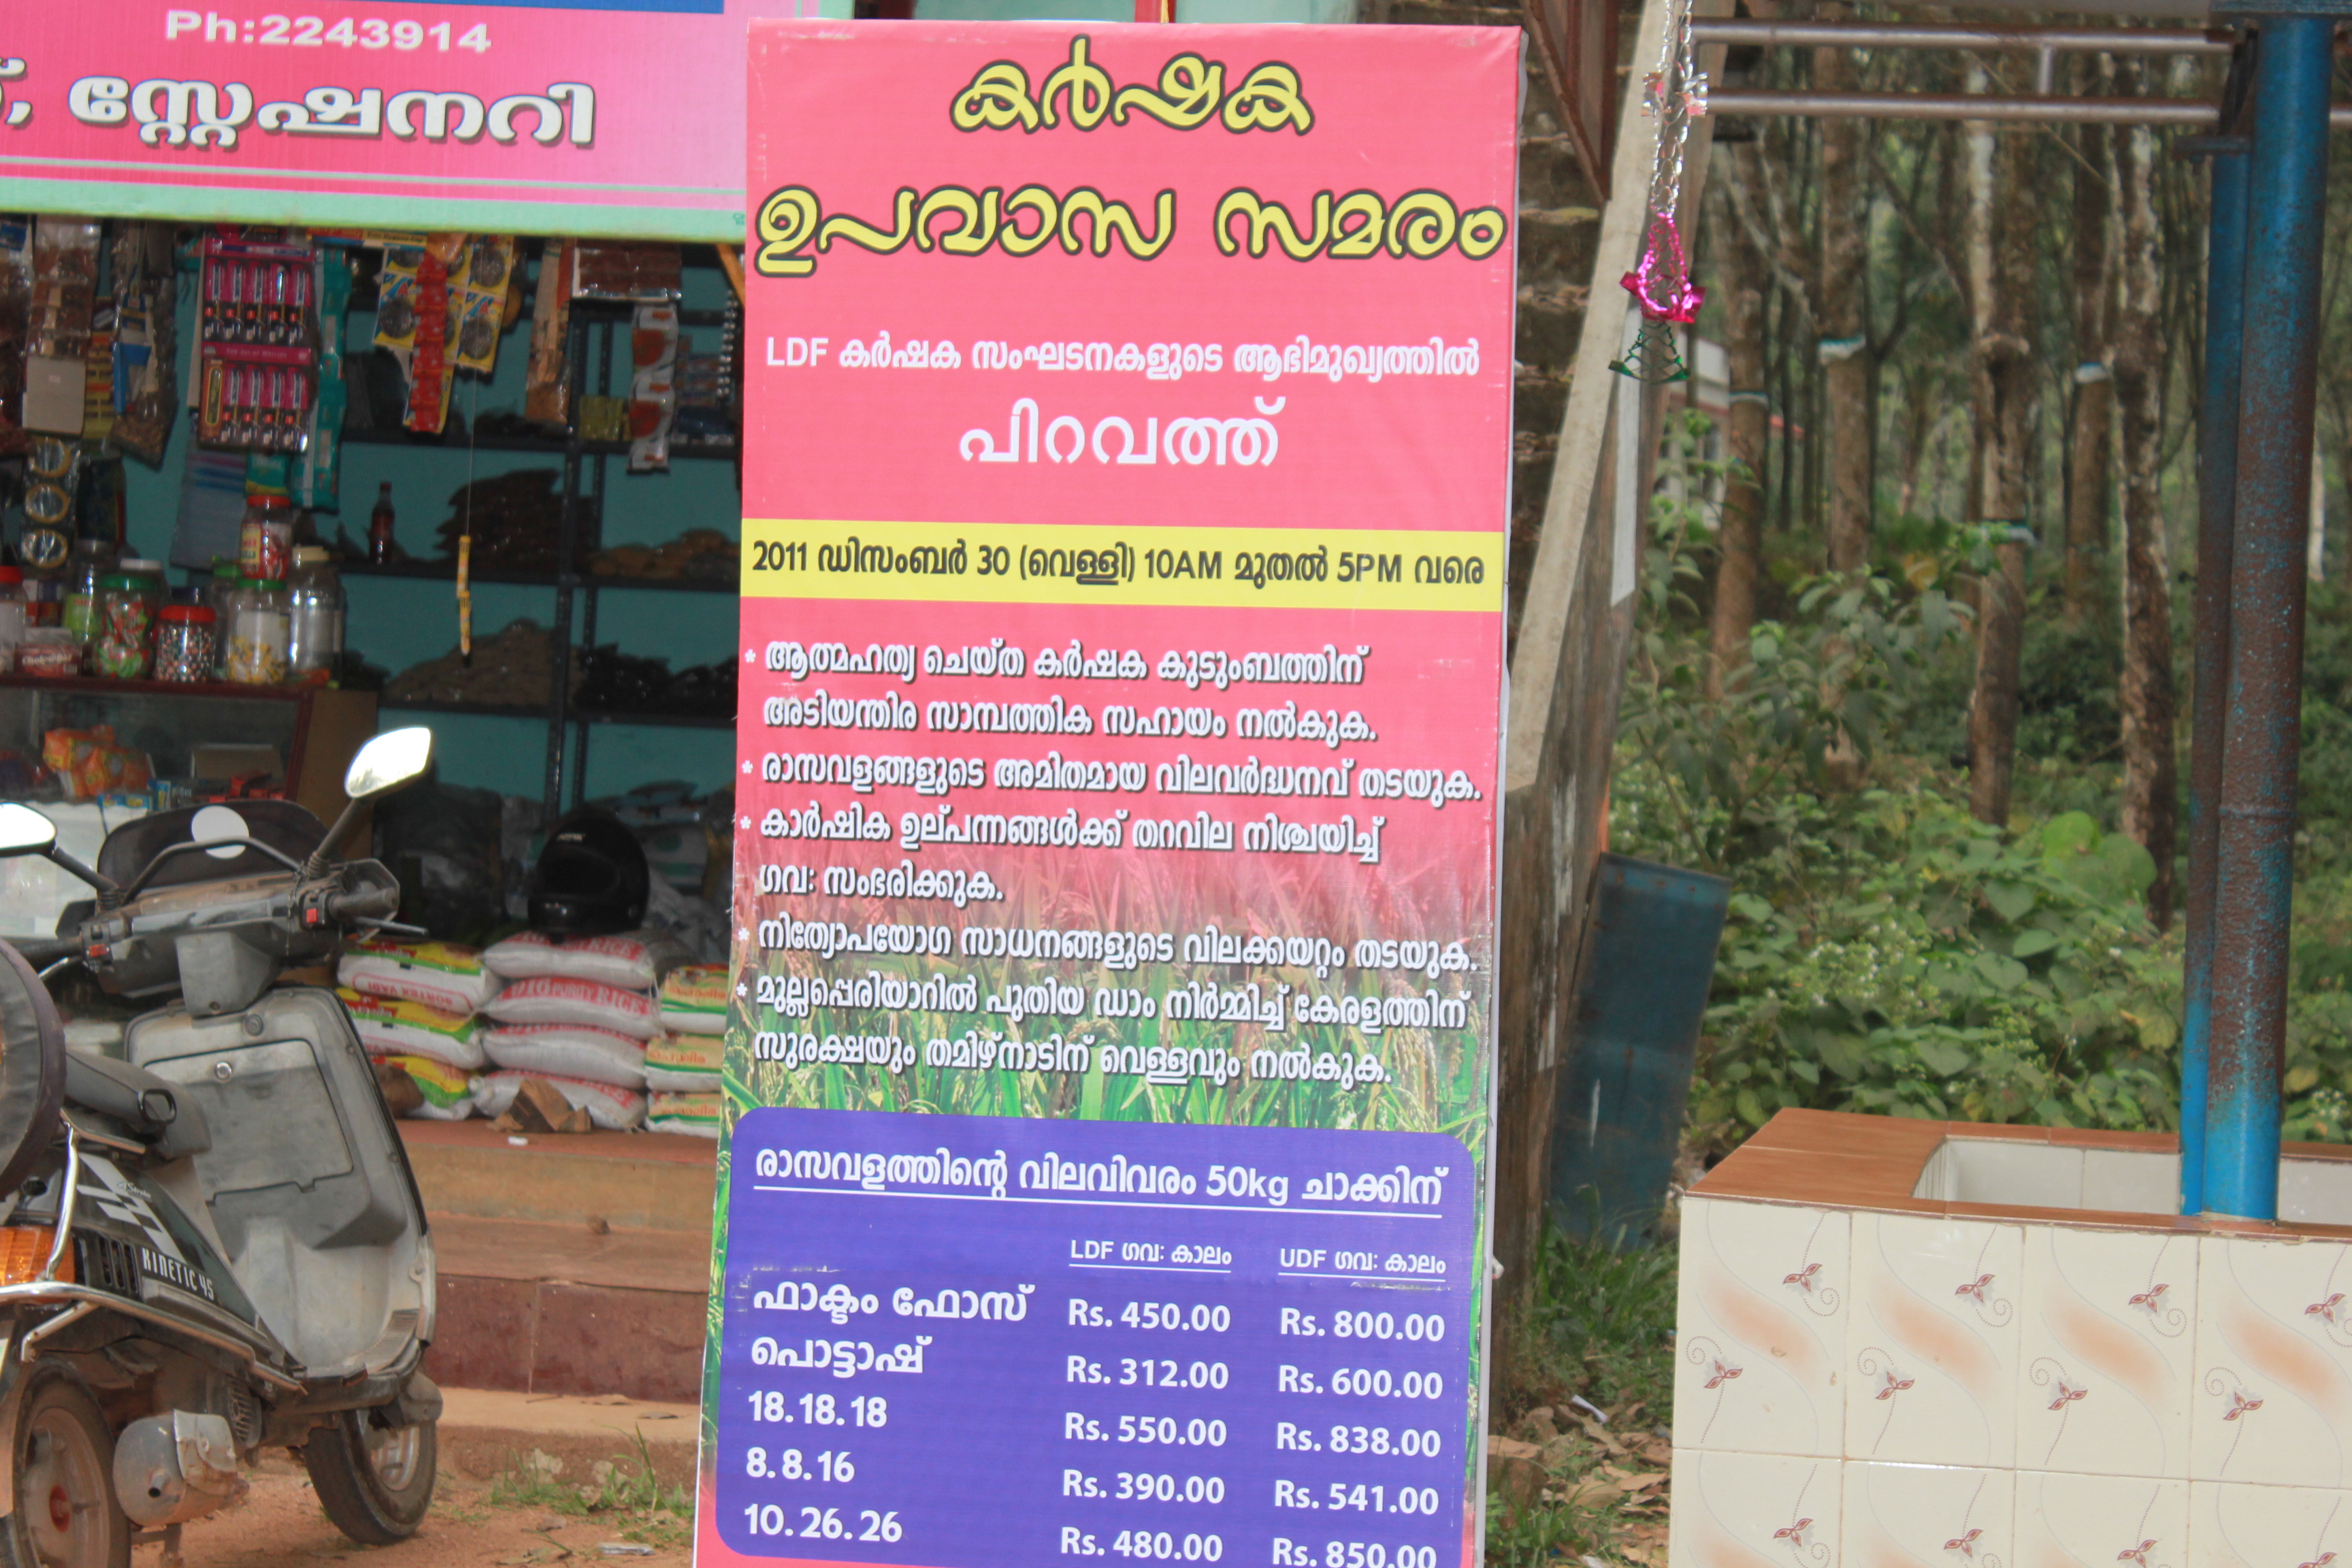 Ph:2243914
സ്റ്റേഷനറി
കർഷക
ഉപവാസ സമരം
LDF കർഷക സംഘടനകളുടെ ആഭിമുഖ്യത്തിൽ
പിറവത്ത്
2011 ഡിസംബർ 30 (വെള്ളി) 10AM മുതൽ 5PM വരെ
* ആത്മഹത്യ ചെയ്ത കർഷക കുടുംബത്തിന്
അടിയന്തിര സാമ്പത്തിക സഹായം നൽകുക.
* രാസവളങ്ങളുടെ അമിതമായ വിലവർദ്ധനവ് തടയുക.
* കാർഷിക ഉല്പന്നങ്ങൾക്ക് തറവില നിശ്ചയിച്ച്
ഗവ: സംഭരിക്കുക.
* നിത്യോപയോഗ സാധനങ്ങളുടെ വിലക്കയറ്റം തടയുക.
* മുല്ലപ്പെരിയാറിൽ പുതിയ ഡാം നിർമ്മിച്ച് കേരളത്തിന്
സുരക്ഷയും തമിഴ്നാടിന് വെള്ളവും നൽകുക.
രാസവളത്തിന്റെ വിലവിവരം 50kg ചാക്കിന്
LDF ഗവ: കാലം UDF ഗവ: കാലം
ഫാക്ടം ഫോസ് Rs. 450.00 Rs. 800.00
പൊട്ടാഷ് Rs. 312.00 Rs. 600.00
18.18.18 Rs. 550.00 Rs. 838.00
8.8.16 Rs. 390.00 Rs. 541.00
10.26.26 Rs. 480.00 Rs. 850.00
KINETIC 4S